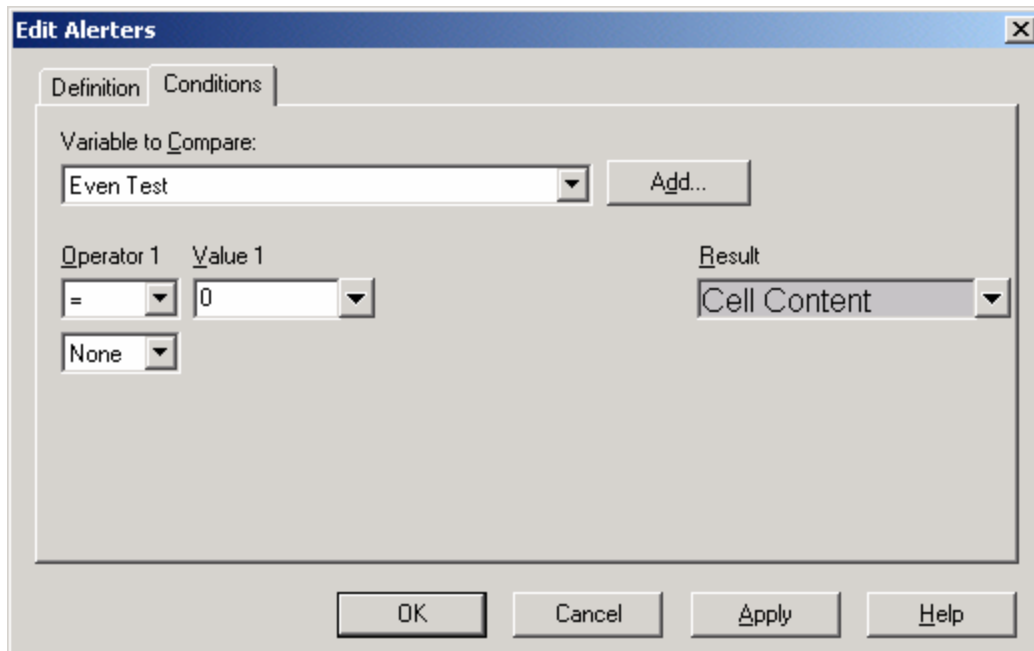 Edit Alerters
Definition Conditions
Variable to Compare:
Even Test Add...
Operator 1 Value 1 Result
= 0 Cell Content
None
OK Cancel Apply Help